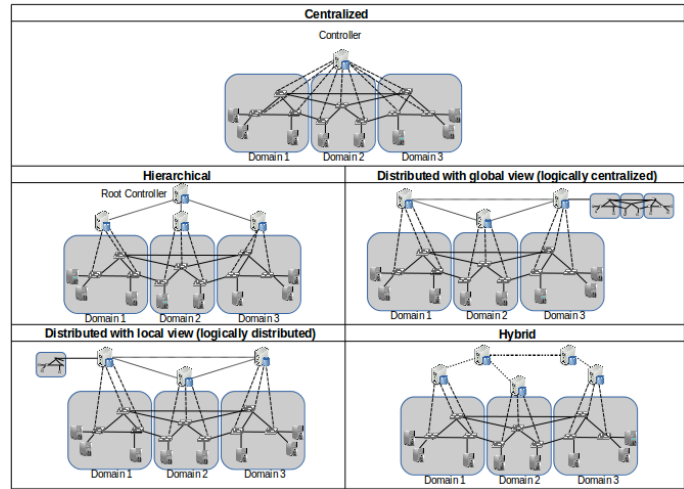 Centralized
Controller
Domain 1 Domain 2 Domain 3
Hierarchical
Root Controller
Domain 1 Domain 2 Domain 3
Distributed with global view (logically centralized)
Domain 1 Domain 2 Domain 3
Distributed with local view (logically distributed)
Domain 1 Domain 2 Domain 3
Hybrid
Domain 1 Domain 2 Domain 3